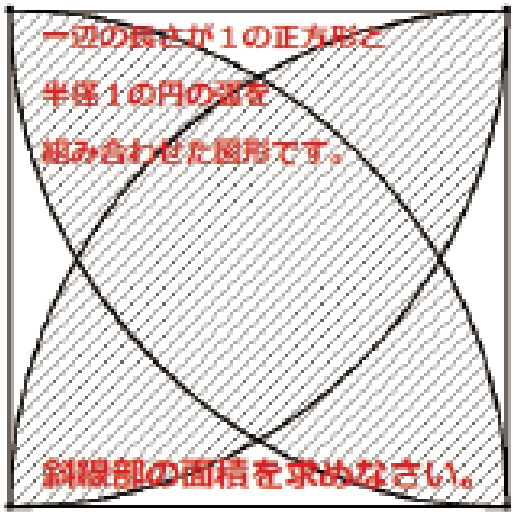 一辺の長さが１の正方形と
半径１の円の弧を
組み合わせた図形です。
斜線部の面積を求めなさい。